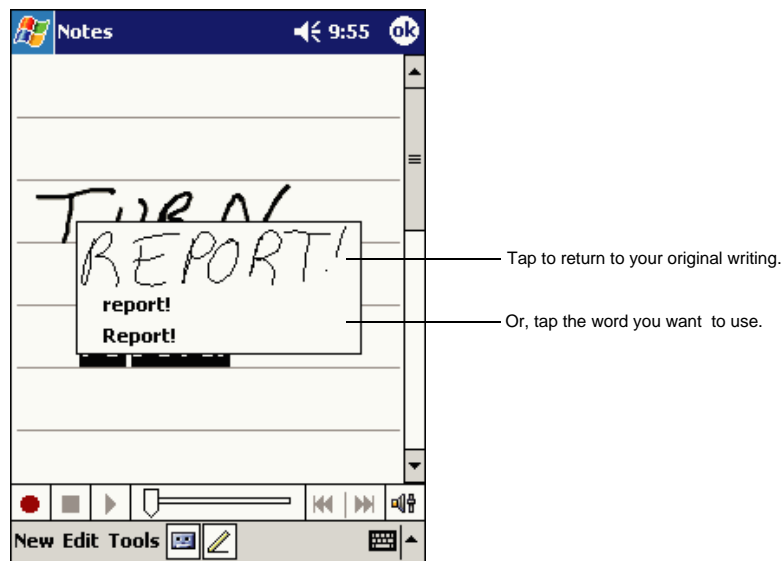 Notes 9:55 ok
TURN
REPORT!
Tap to return to your original writing.
report!
Or, tap the word you want to use.
Report!
New Edit Tools